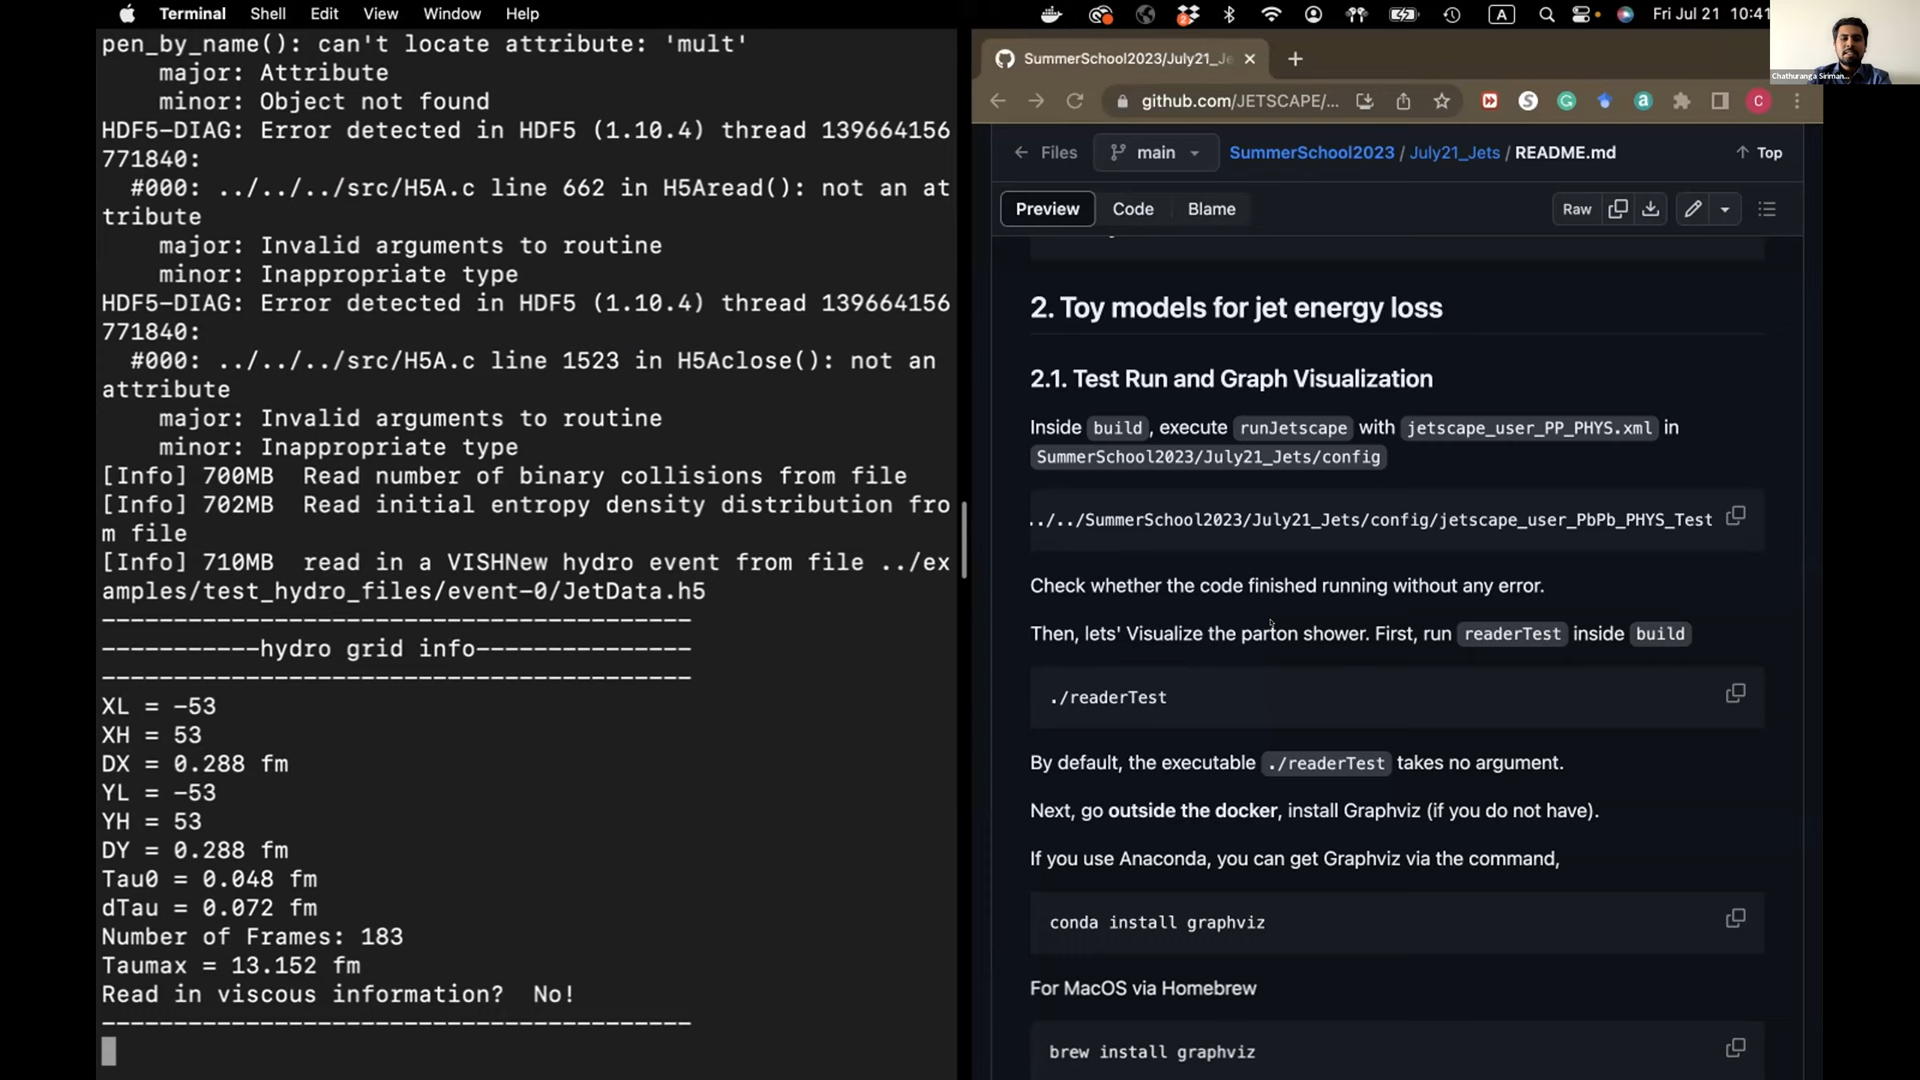 Terminal Shell Edit View Window Help
A Fri Jul 21 10:41
Chathuranga Siriman...
pen_by_name(): can't locate attribute: 'mult'
major: Attribute
minor: Object not found
HDF5-DIAG: Error detected in HDF5 (1.10.4) thread 139664156
771840:
#000: ../../../src/H5A.c line 662 in H5Aread(): not an at
tribute
major: Invalid arguments to routine
minor: Inappropriate type
HDF5-DIAG: Error detected in HDF5 (1.10.4) thread 139664156
771840:
#000: ../../../src/H5A.c line 1523 in H5Aclose(): not an
attribute
major: Invalid arguments to routine
minor: Inappropriate type
[Info] 700MB Read number of binary collisions from file
[Info] 702MB Read initial entropy density distribution fro
m file
[Info] 710MB read in a VISHNew hydro event from file ../ex
amples/test_hydro_files/event-0/JetData.h5
-----------------------------------------
-----------hydro grid info---------------
-----------------------------------------
XL = -53
XH = 53
DX = 0.288 fm
YL = -53
YH = 53
DY = 0.288 fm
Tau0 = 0.048 fm
dTau = 0.072 fm
Number of Frames: 183
Taumax = 13.152 fm
Read in viscous information? No!
-----------------------------------------
SummerSchool2023/July21_Je
github.com/JETSCAPE/...
Files main SummerSchool2023 / July21_Jets / README.md Top
Preview Code Blame Raw
2. Toy models for jet energy loss
2.1. Test Run and Graph Visualization
Inside build, execute runJetscape with jetscape_user_PP_PHYS.xml in
SummerSchool2023/July21_Jets/config
../../SummerSchool2023/July21_Jets/config/jetscape_user_PbPb_PHYS_Test
Check whether the code finished running without any error.
Then, lets' Visualize the parton shower. First, run readerTest inside build
./readerTest
By default, the executable ./readerTest takes no argument.
Next, go outside the docker, install Graphviz (if you do not have).
If you use Anaconda, you can get Graphviz via the command,
conda install graphviz
For MacOS via Homebrew
brew install graphviz